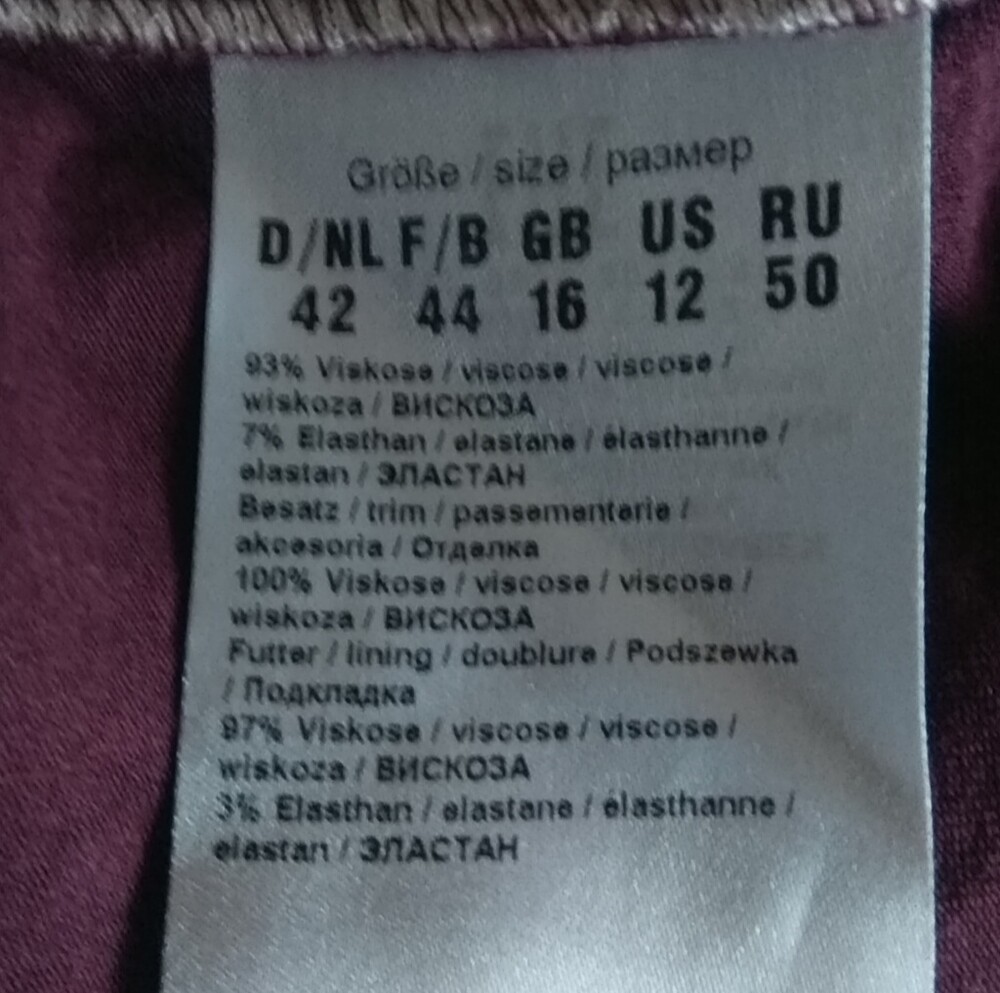 Größe / size / размер
D/NL F/B GB US RU
42 44 16 12 50
93% Viskose / viscose / viscose /
wiskoza / ВИСКОЗА
7% Elasthan / elastane / élasthanne /
elastan / ЭЛАСТАН
Besatz / trim / passementerie /
akcesoria / Отделка
100% Viskose / viscose / viscose /
wiskoza / ВИСКОЗА
Futter / lining / doublure / Podszewka
/ Подкладка
97% Viskose / viscose / viscose /
wiskoza / ВИСКОЗА
3% Elasthan / elastane / élasthanne /
elastan / ЭЛАСТАН